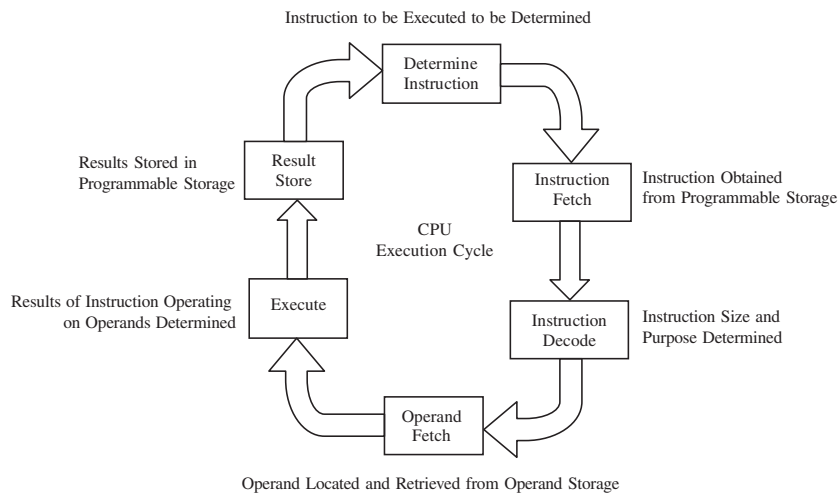 Instruction to be Executed to be Determined
Determine
Instruction
Instruction
Fetch
Instruction Obtained
from Programmable Storage
Instruction
Decode
Instruction Size and
Purpose Determined
Operand
Fetch
Operand Located and Retrieved from Operand Storage
Execute
Results of Instruction Operating
on Operands Determined
Result
Store
Results Stored in
Programmable Storage
CPU
Execution Cycle